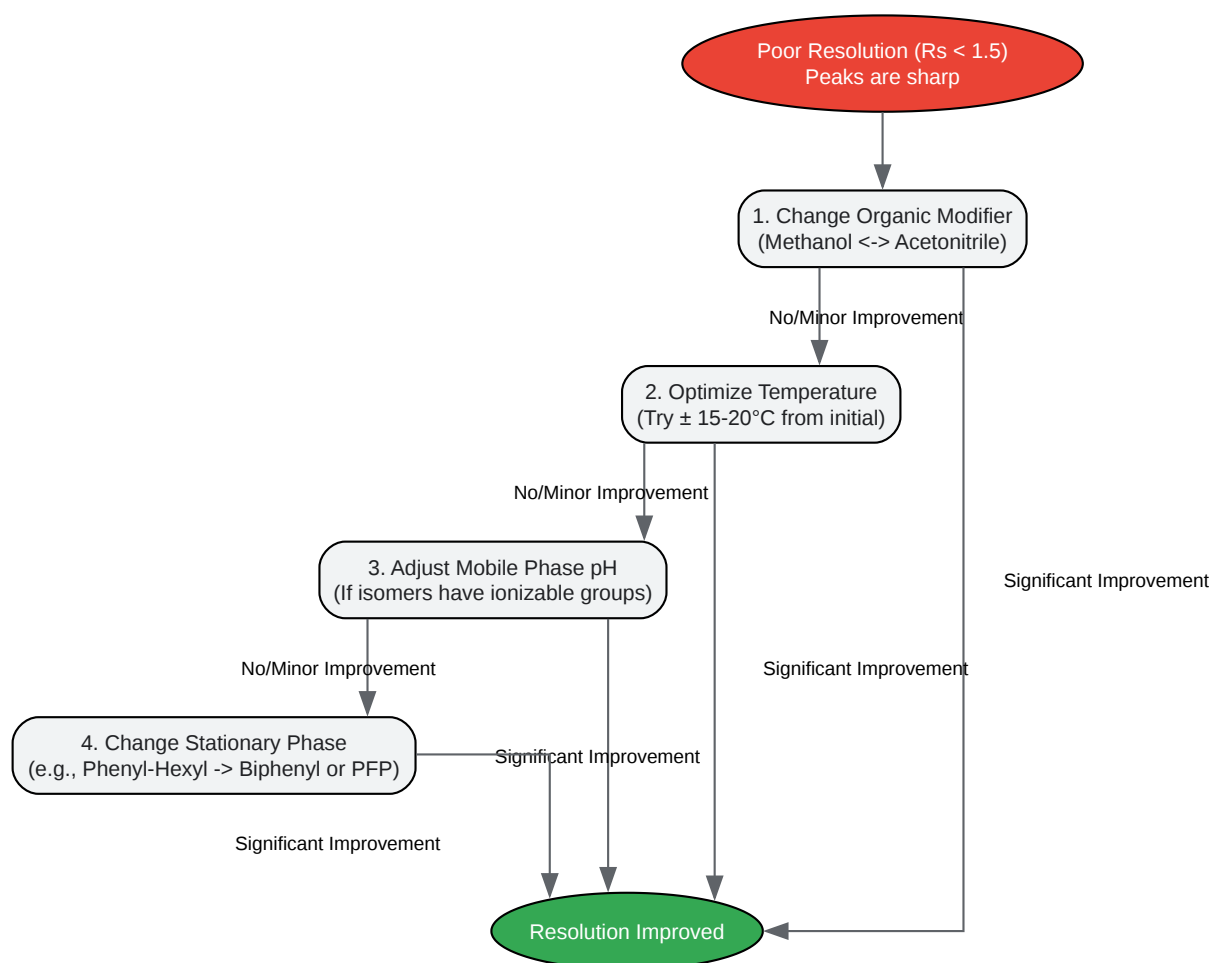 Poor Resolution (Rs < 1.5)
Peaks are sharp
1. Change Organic Modifier
(Methanol <-> Acetonitrile)
No/Minor Improvement
2. Optimize Temperature
(Try ± 15-20°C from initial)
No/Minor Improvement
3. Adjust Mobile Phase pH
(If isomers have ionizable groups)
Significant Improvement
No/Minor Improvement
Significant Improvement
4. Change Stationary Phase
(e.g., Phenyl-Hexyl -> Biphenyl or PFP)
Significant Improvement
Significant Improvement
Resolution Improved